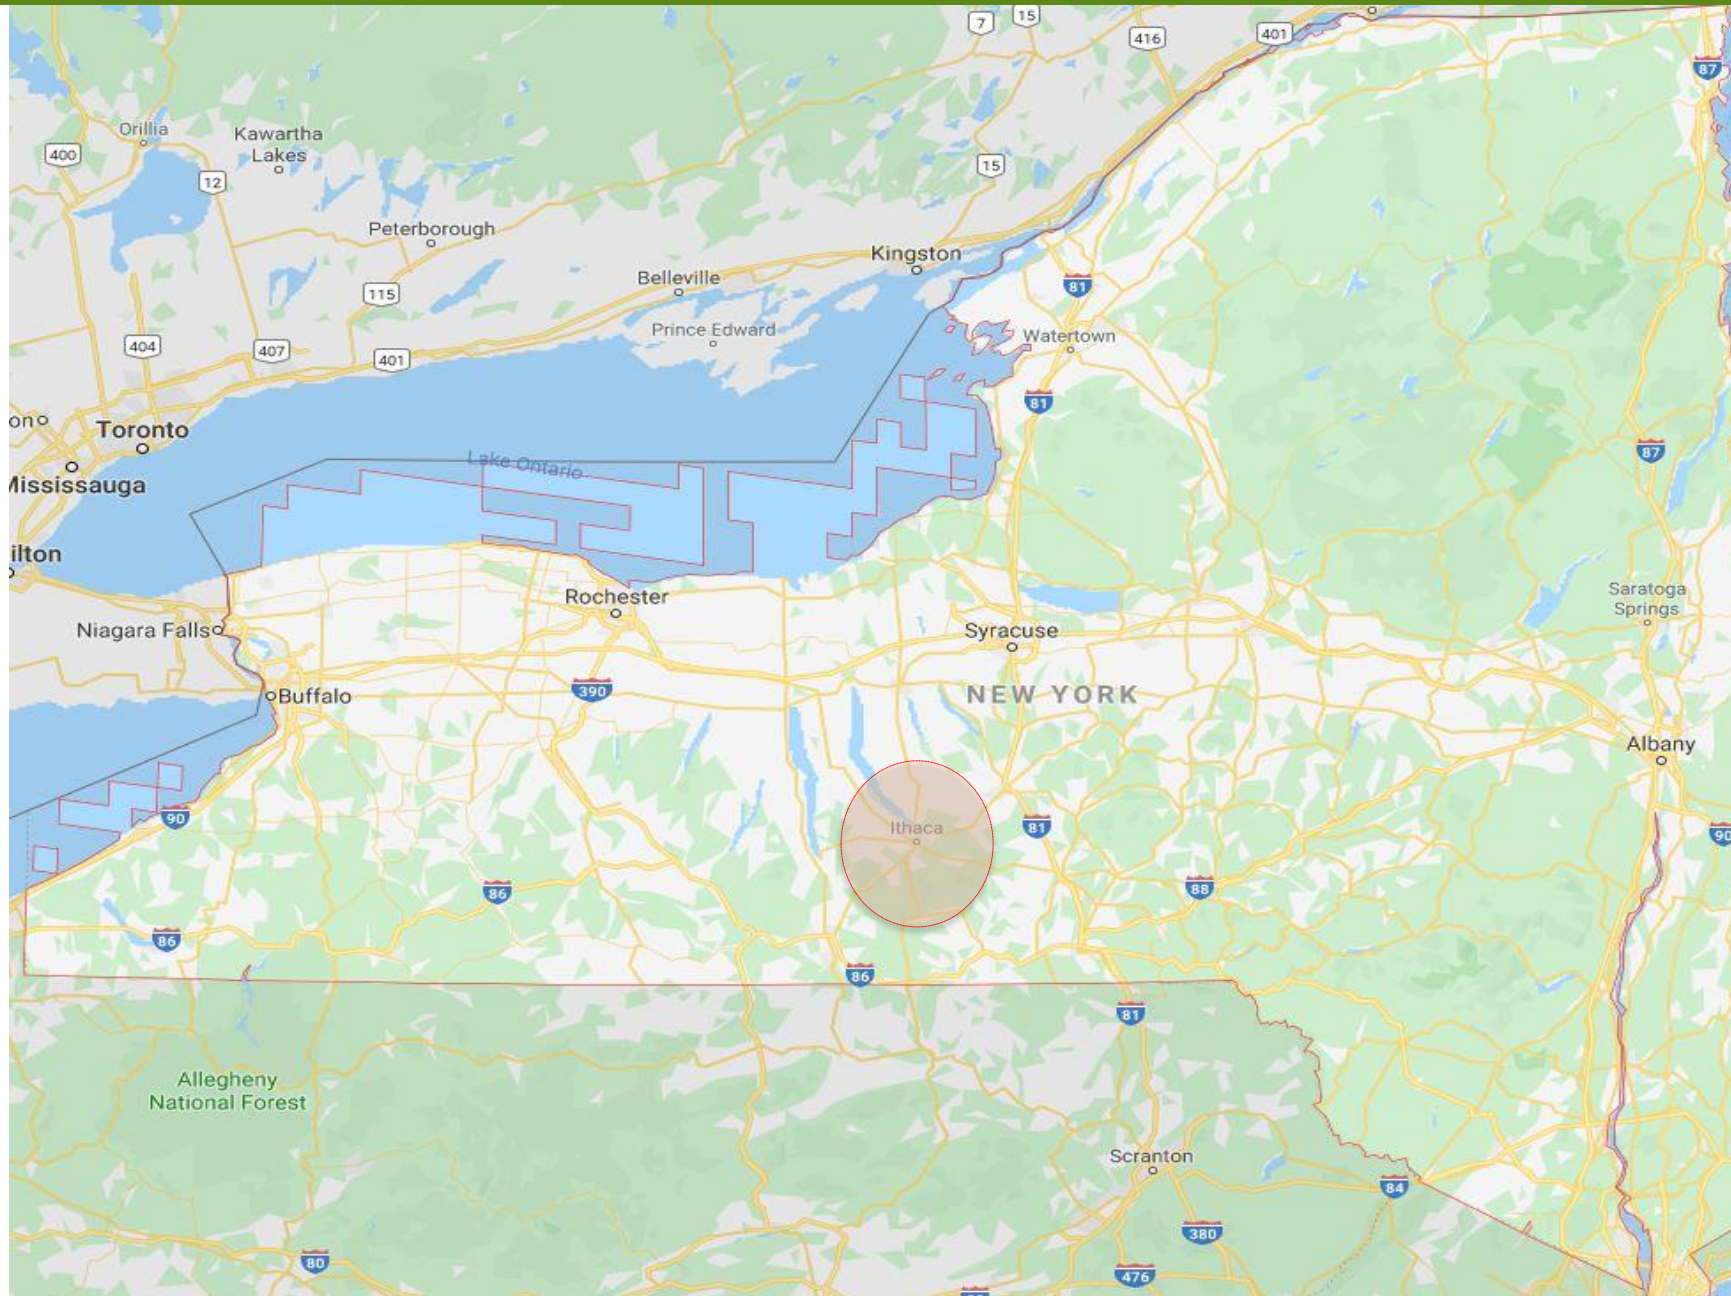 7
15
416
401
87
Orillia
Kawartha
Lakes
400
12
15
Peterborough
Kingston
Belleville
115
81
Prince Edward
Watertown
404
407
401
81
on
Toronto
87
Lake Ontario
Mississauga
ilton
Rochester
Saratoga
Springs
Niagara Falls
Syracuse
Buffalo
390
NEW YORK
Albany
90
Ithaca
81
90
86
88
86
86
81
Allegheny
National Forest
Scranton
84
380
80
476